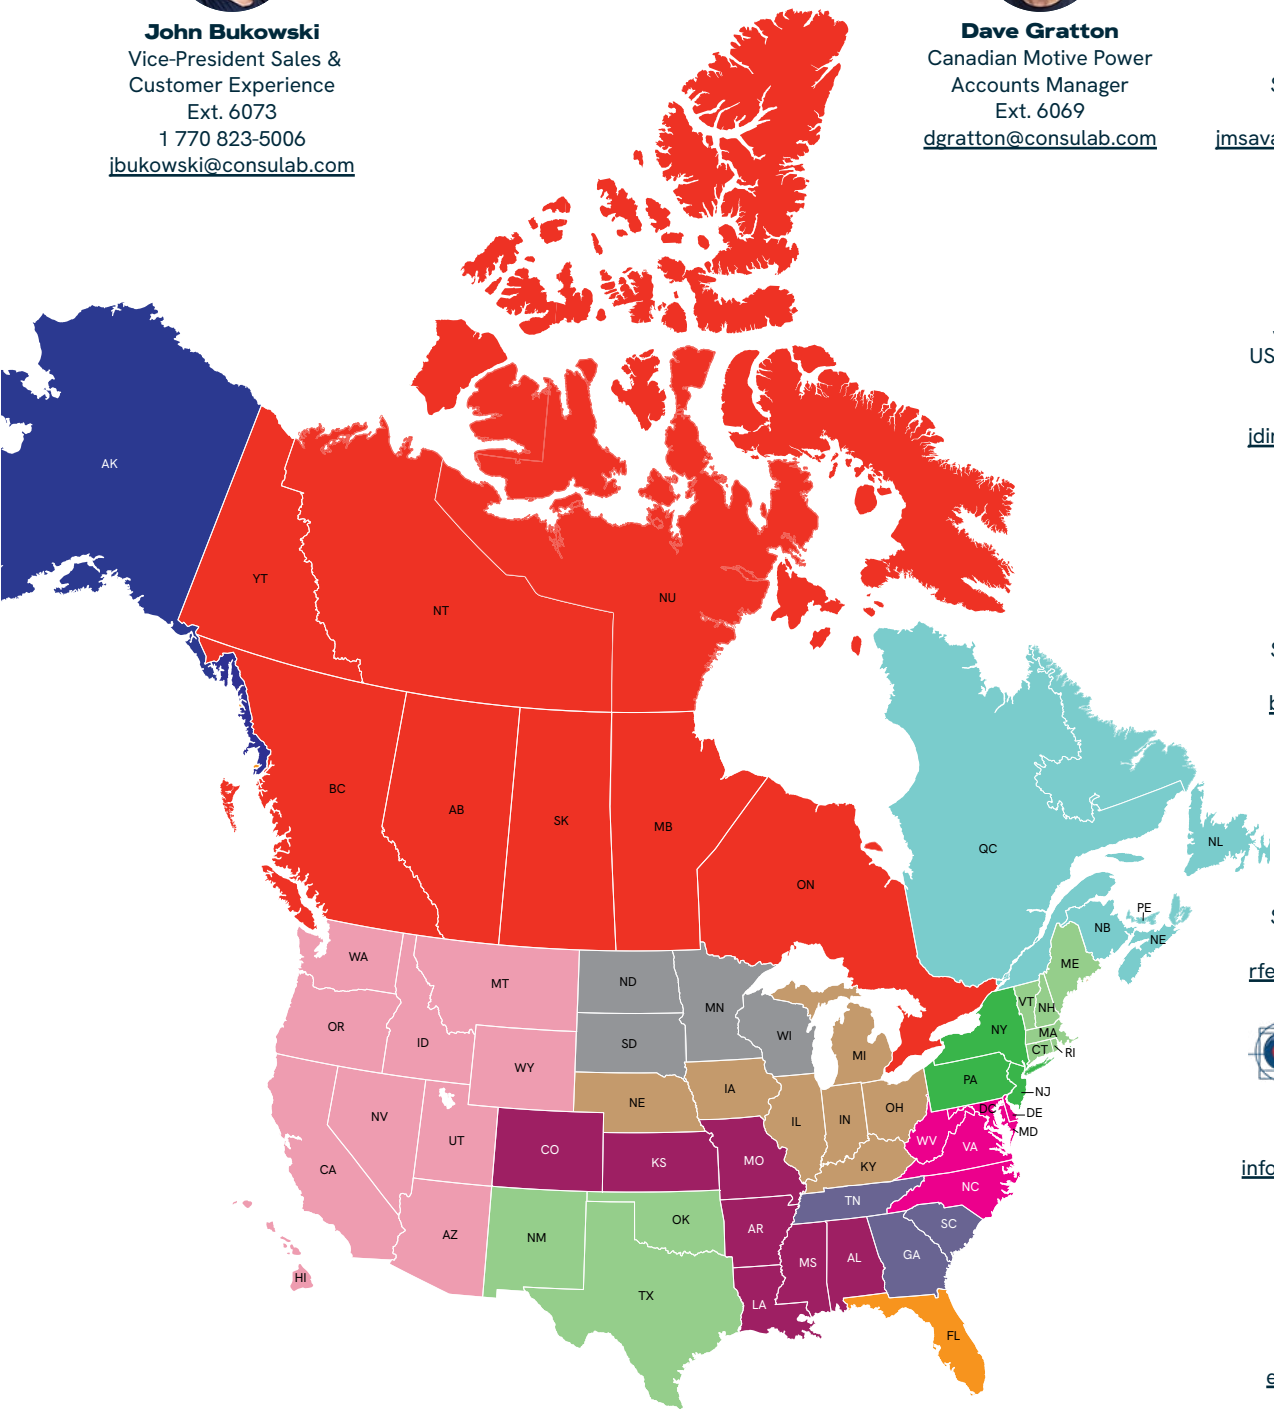 John Bukowski
Vice-President Sales &
Customer Experience
Ext. 6073
1 770 823-5006
jbukowski@consulab.com
Dave Gratton
Canadian Motive Power
Accounts Manager
Ext. 6069
dgratton@consulab.com
US
AK
YT
NT
NU
BC
AB
SK
MB
ON
QC
NL
PE
NB
NE
ME
WA
MT
ND
MN
VT
NH
OR
ID
SD
WI
MI
NY
MA
CT
RI
WY
NE
IA
PA
NJ
NV
UT
IL
IN
OH
DC
DE
MD
CA
CO
KS
MO
KY
WV
VA
AZ
NM
OK
AR
TN
NC
HI
TX
LA
MS
AL
GA
SC
FL